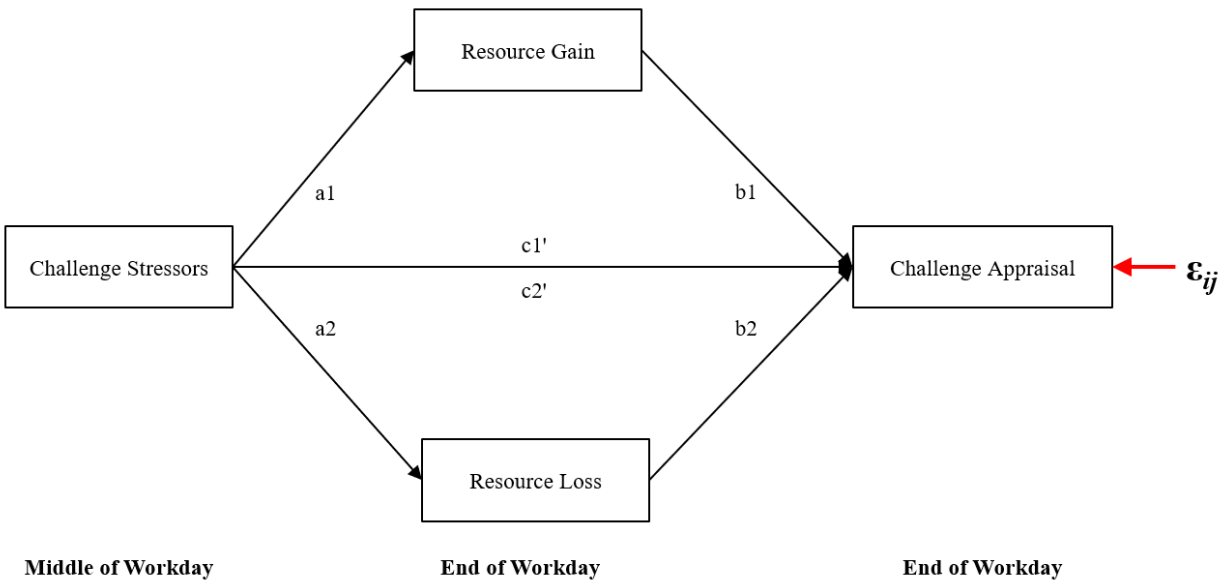 Resource Gain
a1
b1
Challenge Stressors
c1'
c2'
Challenge Appraisal
εij
a2
b2
Resource Loss
Middle of Workday
End of Workday
End of Workday